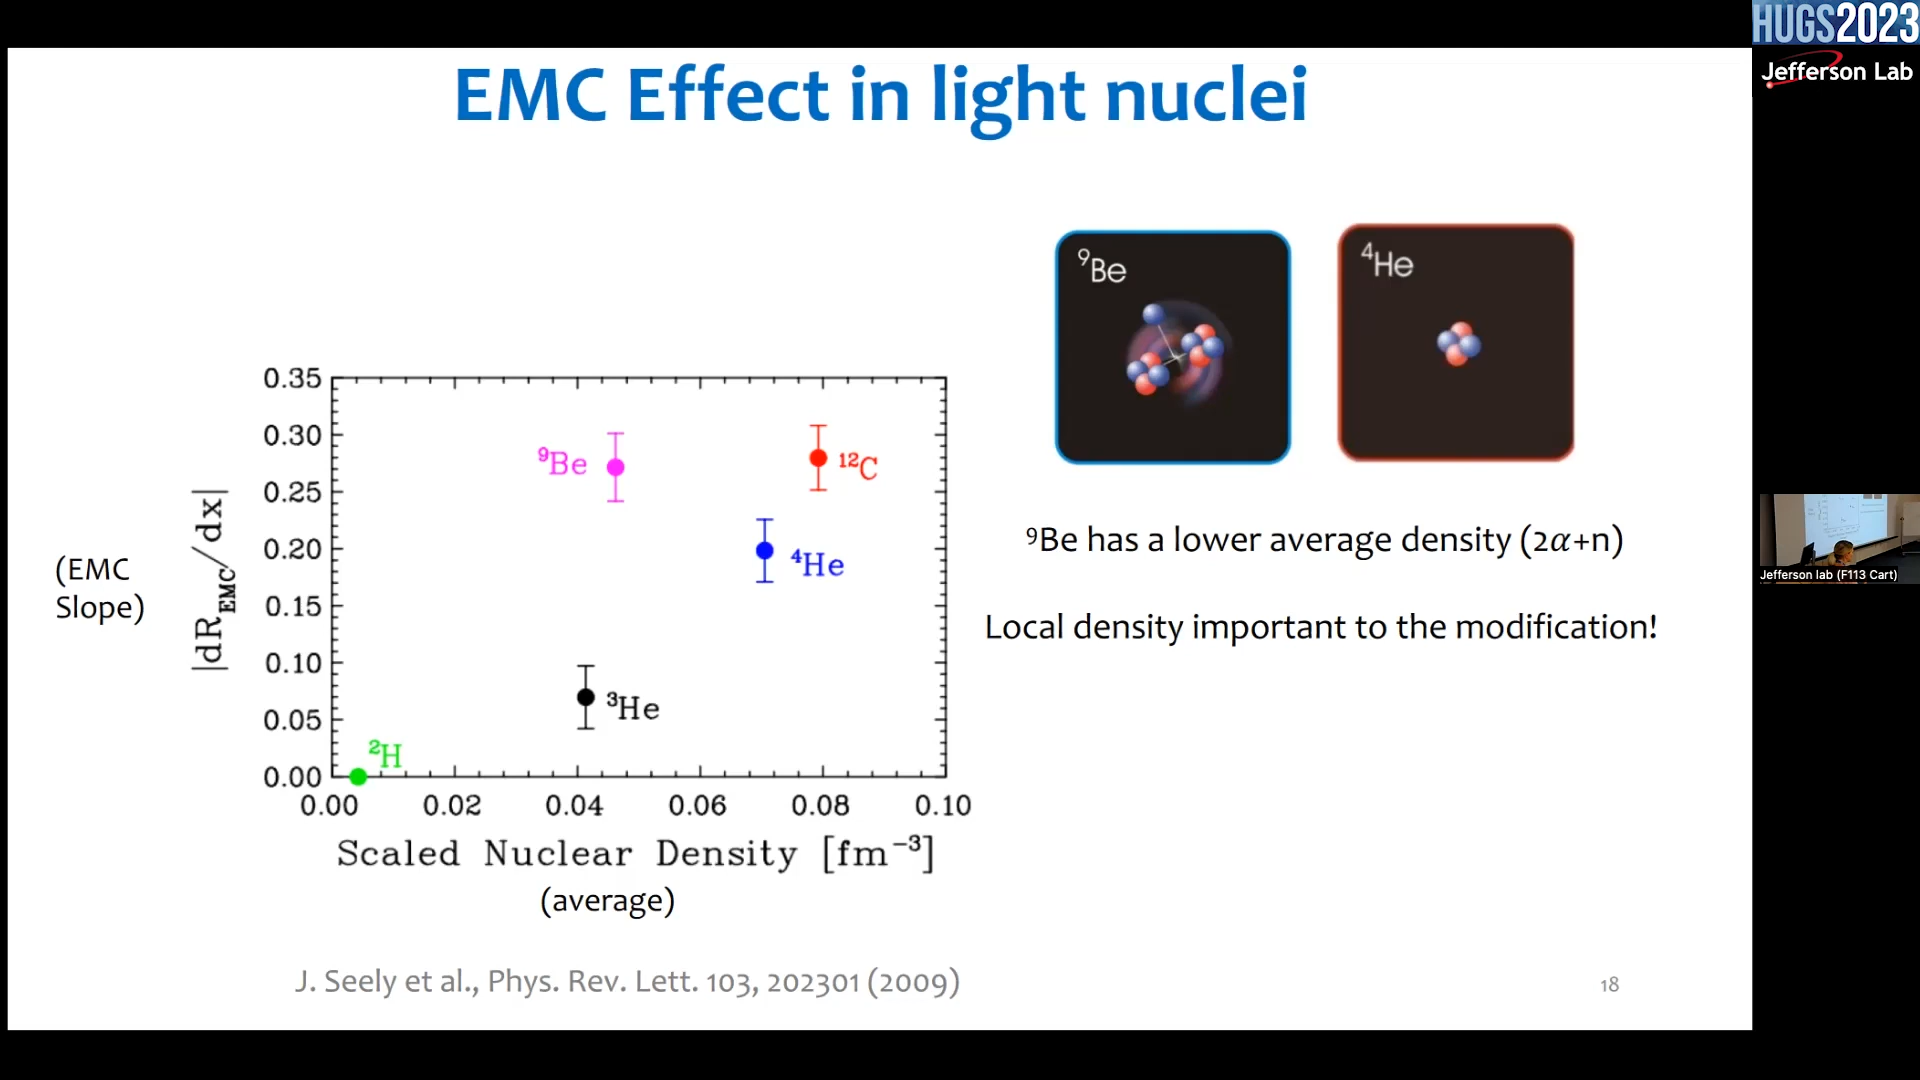 HUGS2023
Jefferson Lab
EMC Effect in light nuclei
⁹Be
⁴He
⁹Be has a lower average density (2α+n)
Local density important to the modification!
(EMC
Slope)
|dR_EMC/dx|
0.35
0.30
0.25
0.20
0.15
0.10
0.05
0.00
⁹Be
¹²C
⁴He
³He
²H
0.00 0.02 0.04 0.06 0.08 0.10
Scaled Nuclear Density [fm⁻³]
(average)
J. Seely et al., Phys. Rev. Lett. 103, 202301 (2009)
18
Jefferson lab (F113 Cart)